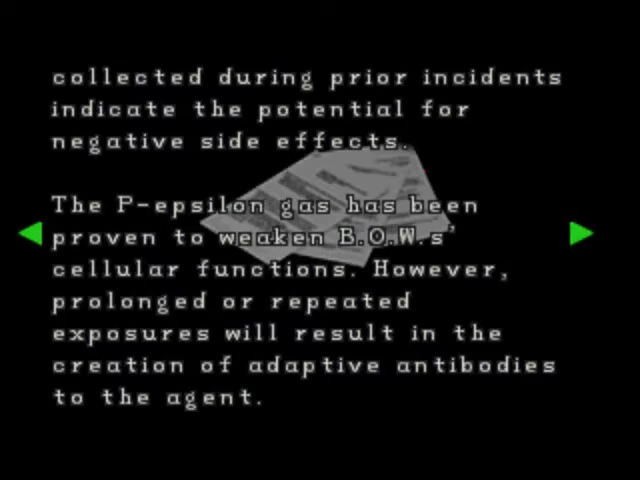 collected during prior incidents
indicate the potential for
negative side effects.
The P-epsilon gas has been
proven to weaken B.O.W.s'
cellular functions. However,
prolonged or repeated
exposures will result in the
creation of adaptive antibodies
to the agent.